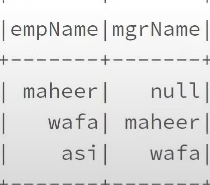 |empName|mgrName|
+-------+-------+
| maheer|   null|
|   wafa| maheer|
|    asi|   wafa|
+-------+-------+